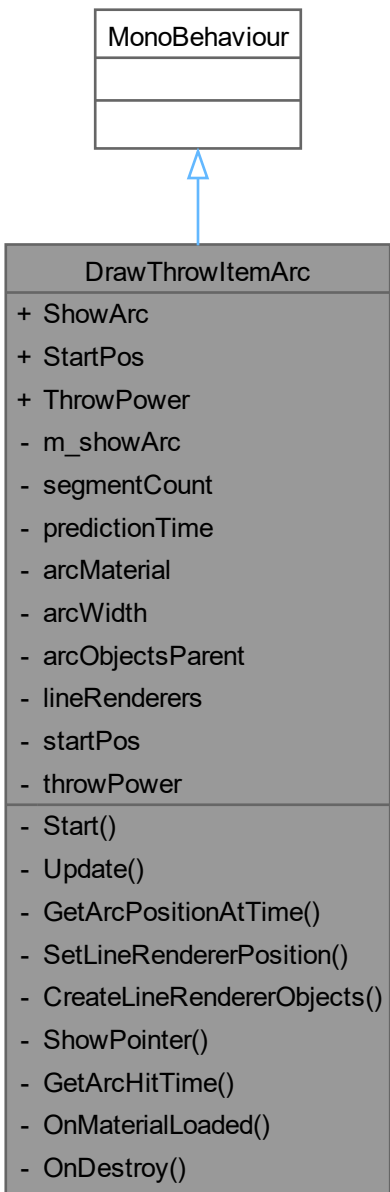 MonoBehaviour
DrawThrowItemArc
+ ShowArc
+ StartPos
+ ThrowPower
- m_showArc
- segmentCount
- predictionTime
- arcMaterial
- arcWidth
- arcObjectsParent
- lineRenderers
- startPos
- throwPower
- Start()
- Update()
- GetArcPositionAtTime()
- SetLineRendererPosition()
- CreateLineRendererObjects()
- ShowPointer()
- GetArcHitTime()
- OnMaterialLoaded()
- OnDestroy()